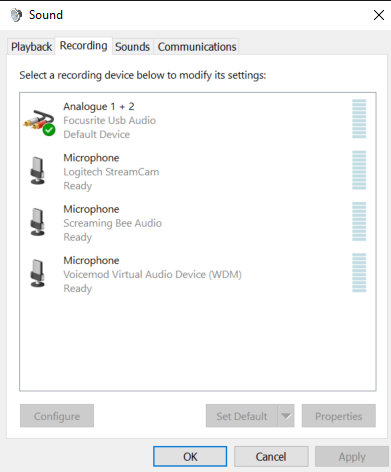 Sound
Playback Recording Sounds Communications
Select a recording device below to modify its settings:
Analogue 1 + 2
Focusrite Usb Audio
Default Device
Microphone
Logitech StreamCam
Ready
Microphone
Screaming Bee Audio
Ready
Microphone
Voicemod Virtual Audio Device (WDM)
Ready
Configure Set Default Properties
OK Cancel Apply